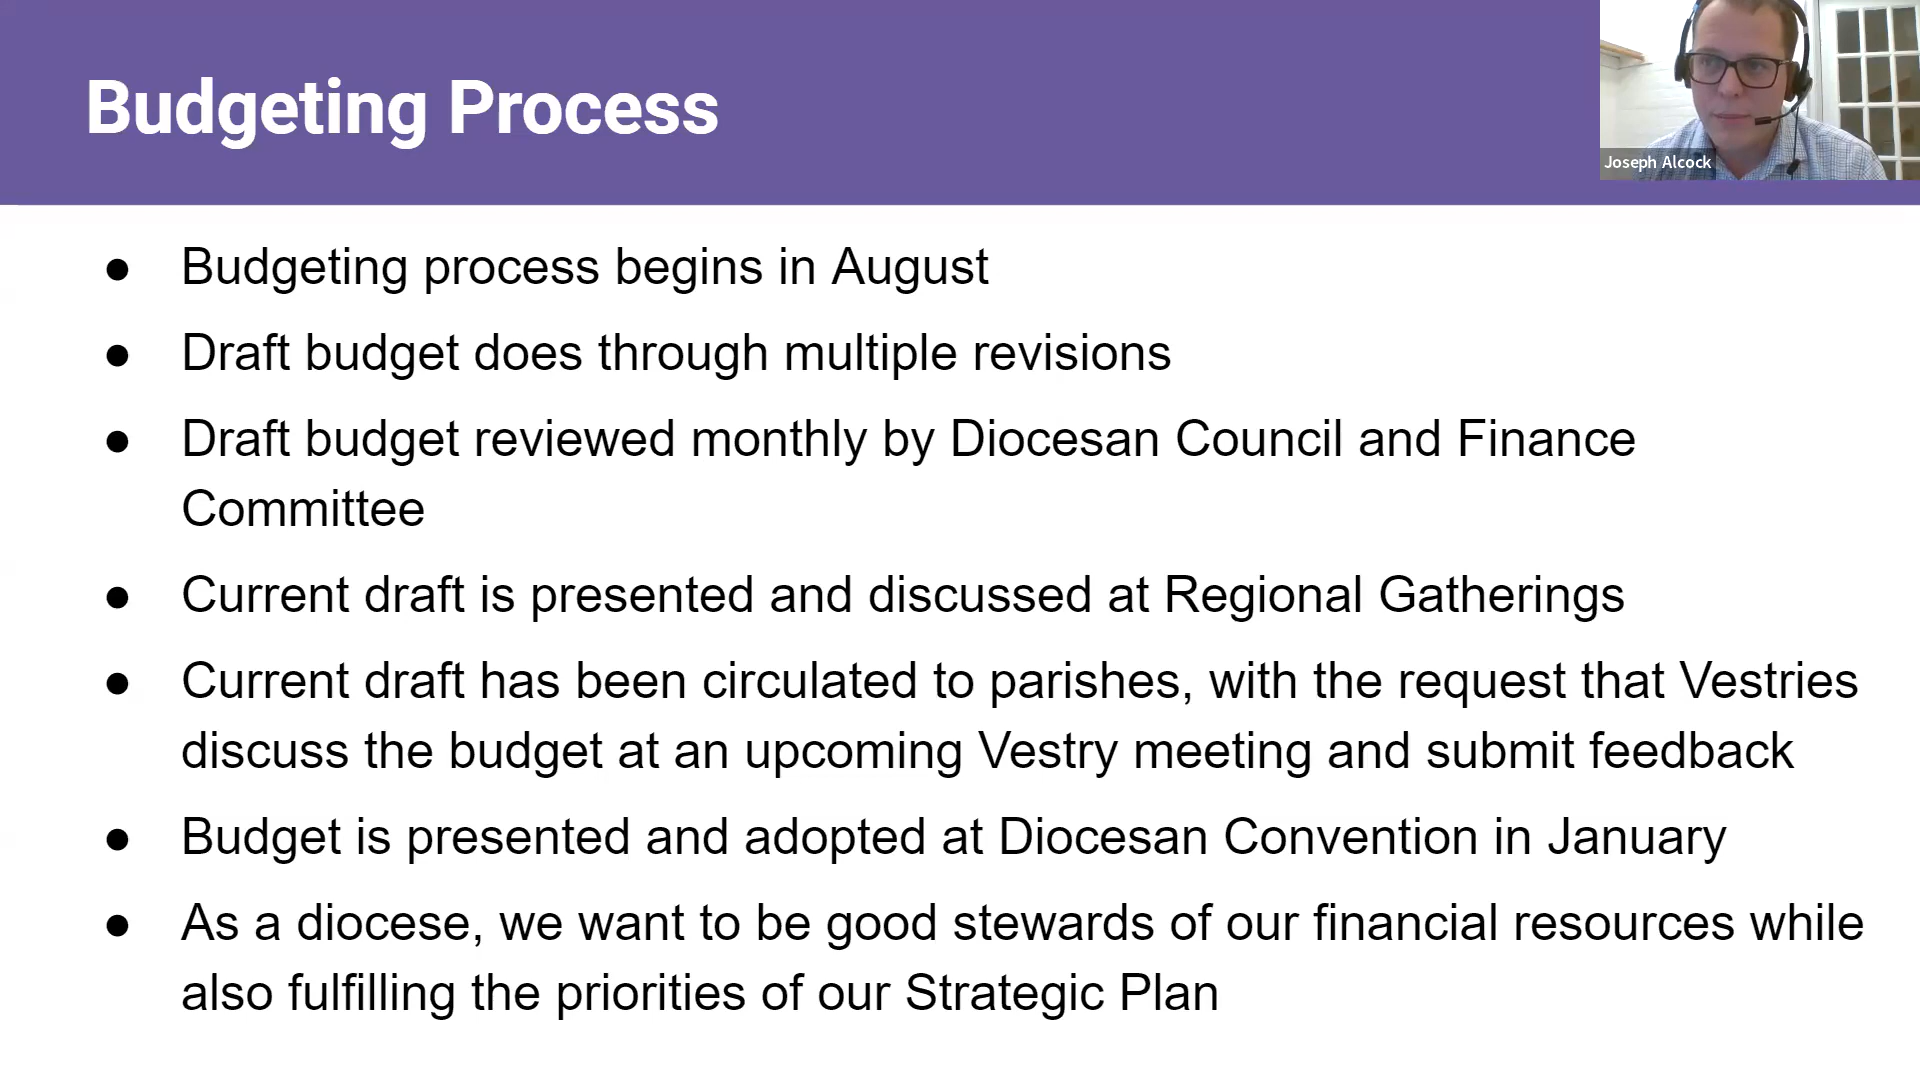 Budgeting Process
Joseph Alcock
● Budgeting process begins in August
● Draft budget does through multiple revisions
● Draft budget reviewed monthly by Diocesan Council and Finance
Committee
● Current draft is presented and discussed at Regional Gatherings
● Current draft has been circulated to parishes, with the request that Vestries
discuss the budget at an upcoming Vestry meeting and submit feedback
● Budget is presented and adopted at Diocesan Convention in January
● As a diocese, we want to be good stewards of our financial resources while
also fulfilling the priorities of our Strategic Plan